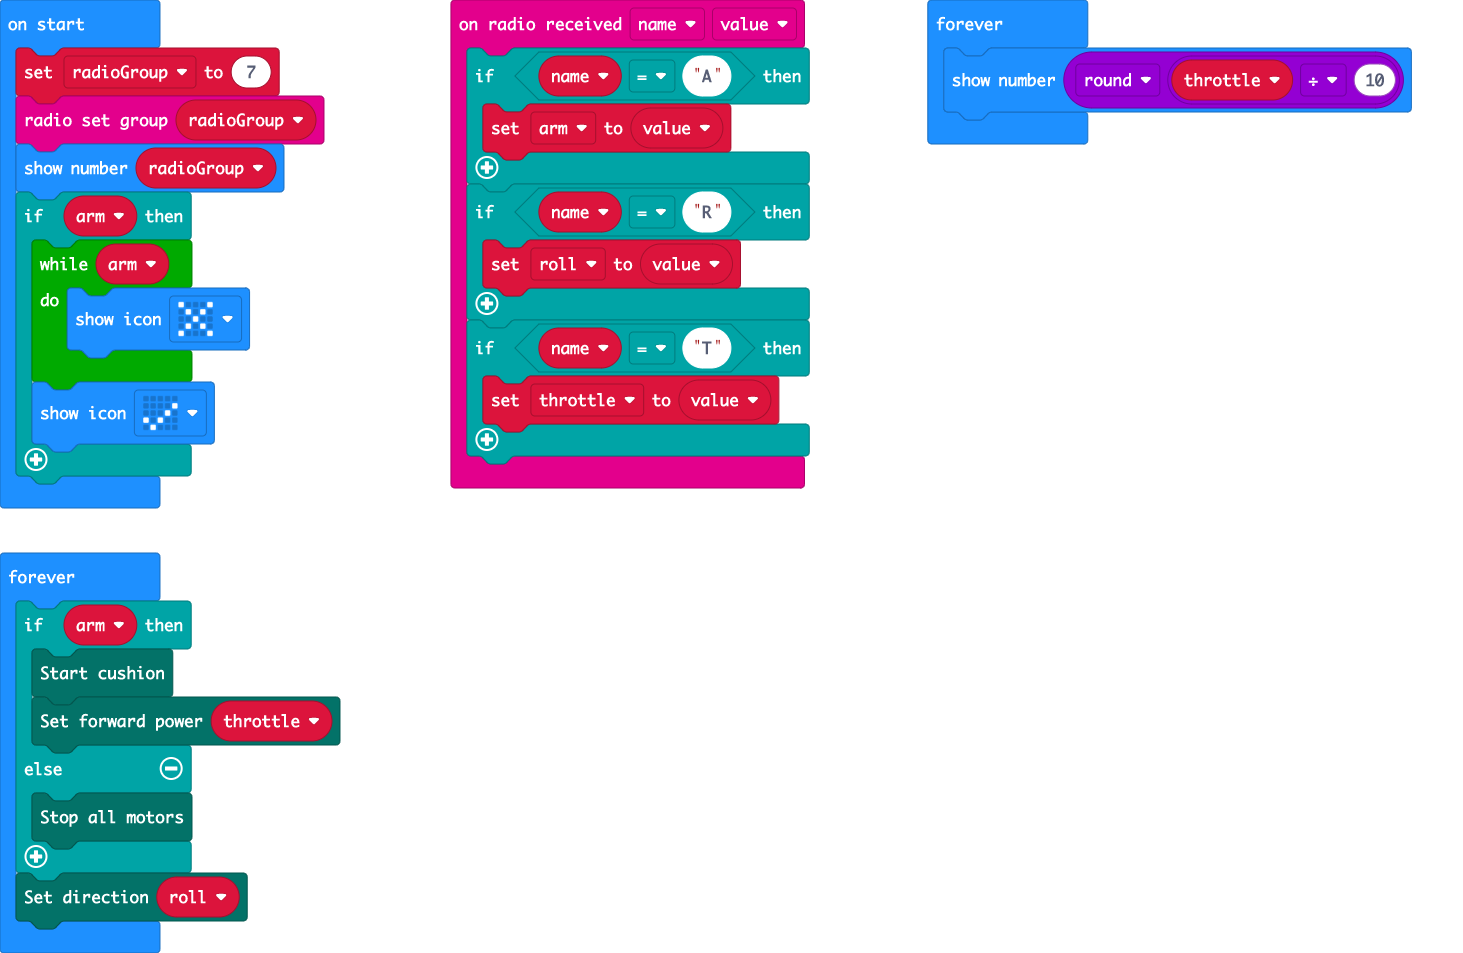 on start
set radioGroup to 7
radio set group radioGroup
show number radioGroup
if arm then
while arm
do
show icon
show icon
on radio received name value
if name = "A" then
set arm to value
if name = "R" then
set roll to value
if name = "T" then
set throttle to value
forever
show number round throttle ÷ 10
forever
if arm then
Start cushion
Set forward power throttle
else
Stop all motors
Set direction roll